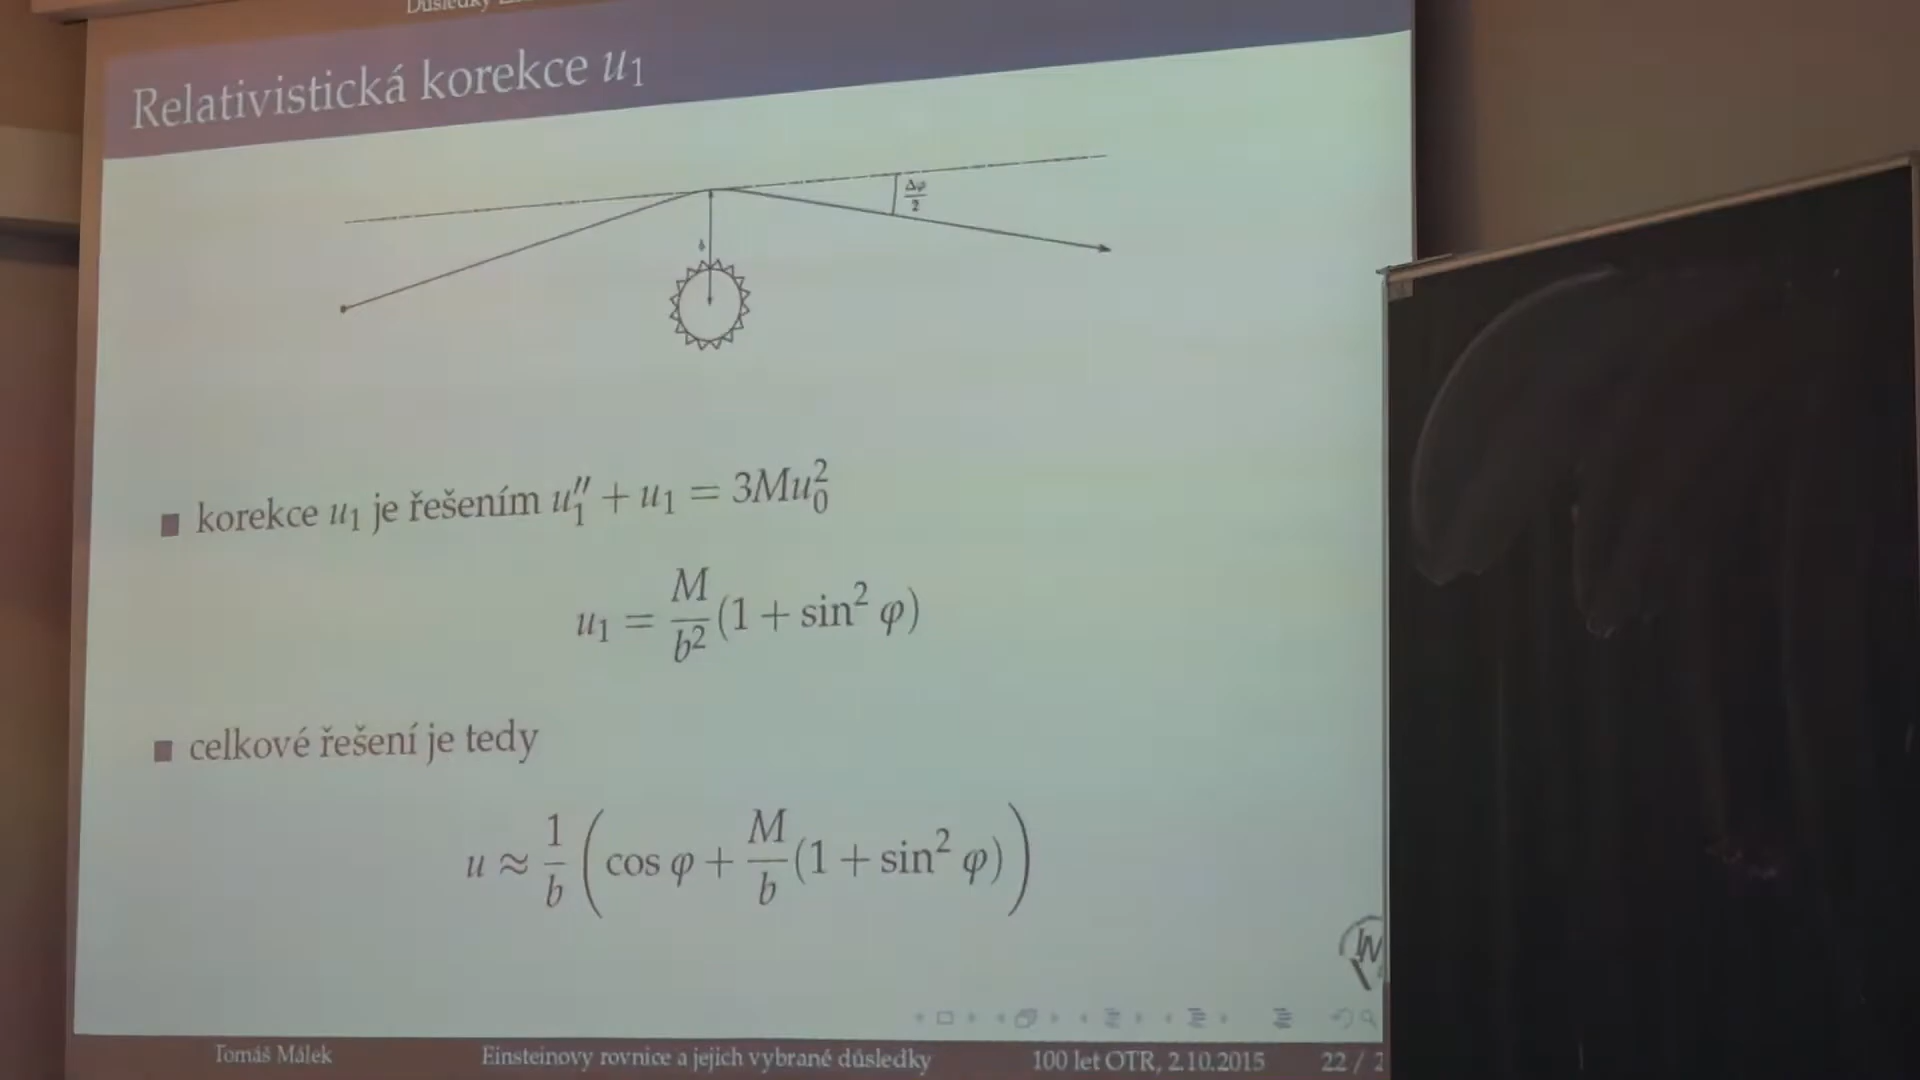 Důsledky
Relativistická korekce u₁
Δφ/2
b
korekce u₁ je řešením u₁″ + u₁ = 3Mu₀²
u₁ = M/b² (1 + sin² φ)
celkové řešení je tedy
u ≈ 1/b (cos φ + M/b (1 + sin² φ))
Tomáš Málek Einsteinovy rovnice a jejich vybrané důsledky 100 let OTR, 2.10.2015 22 /